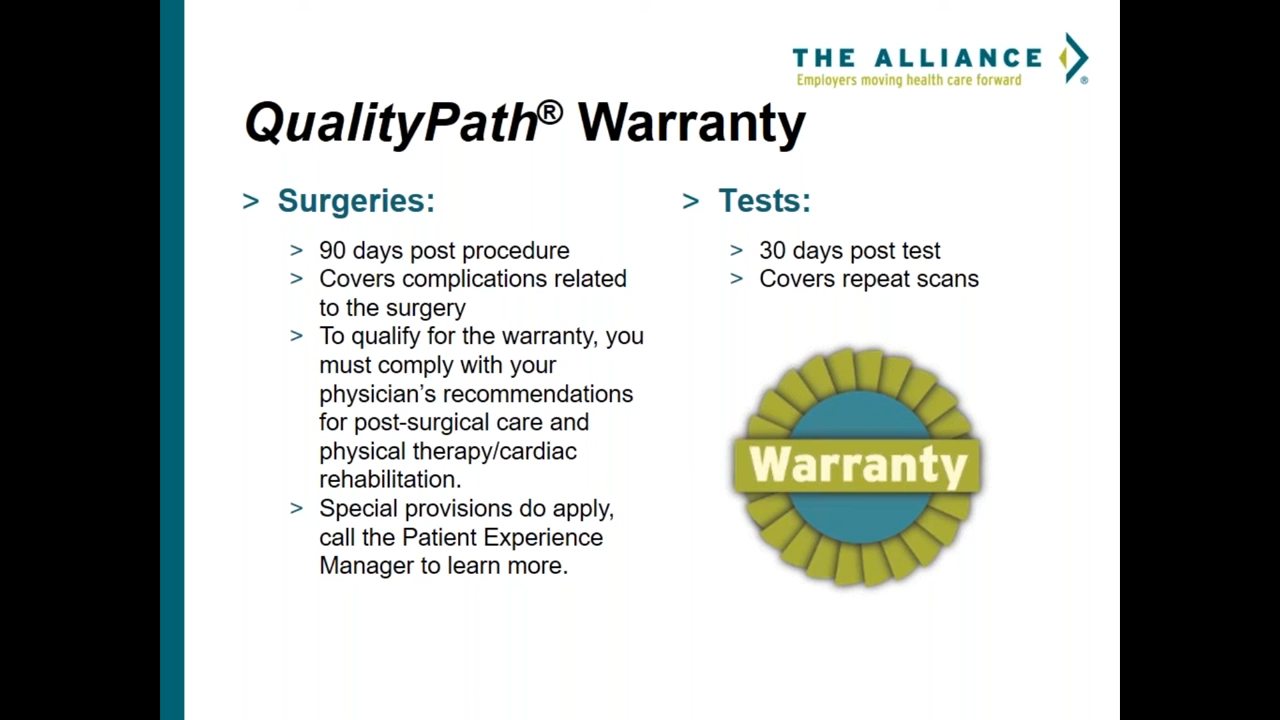 THE ALLIANCE
Employers moving health care forward
®
QualityPath® Warranty
> Surgeries:
> 90 days post procedure
> Covers complications related
to the surgery
> To qualify for the warranty, you
must comply with your
physician’s recommendations
for post-surgical care and
physical therapy/cardiac
rehabilitation.
> Special provisions do apply,
call the Patient Experience
Manager to learn more.
> Tests:
> 30 days post test
> Covers repeat scans
Warranty